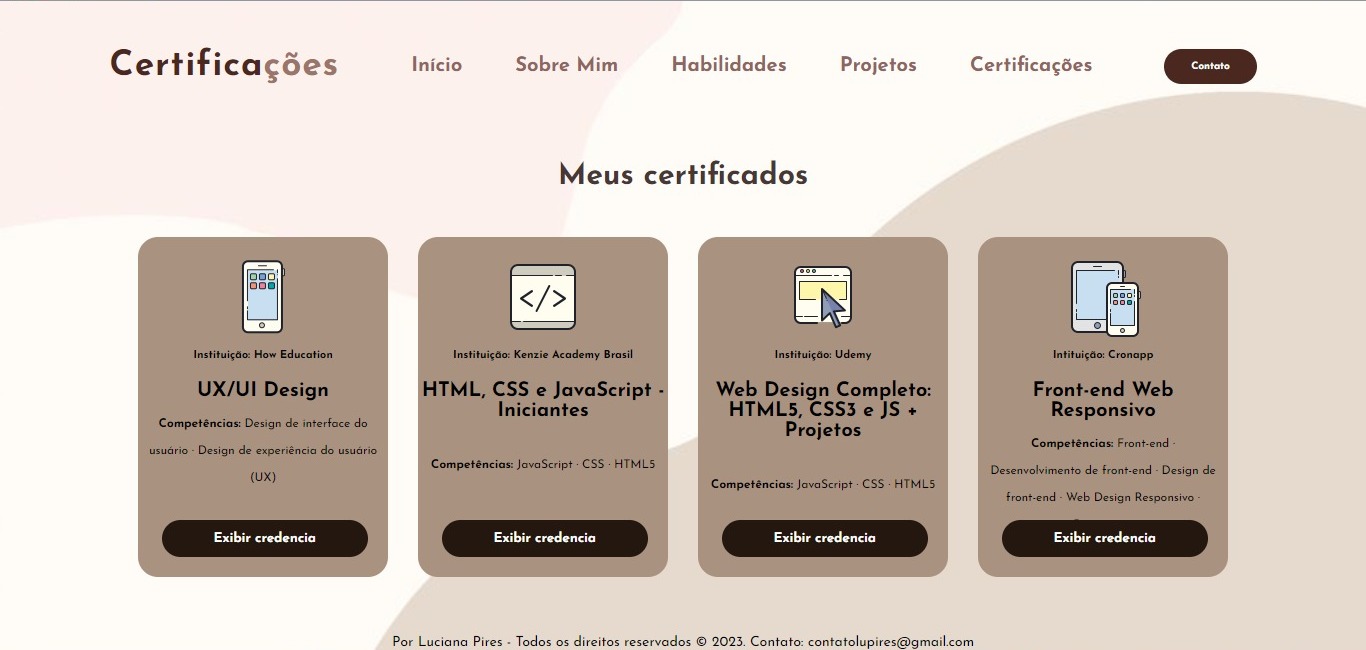 Certificações
Início
Sobre Mim
Habilidades
Projetos
Certificações
Contato
Meus certificados
Instituição: How Education
UX/UI Design
Competências: Design de interface do
usuário · Design de experiência do usuário
(UX)
Exibir credencia
</>
Instituição: Kenzie Academy Brasil
HTML, CSS e JavaScript -
Iniciantes
Competências: JavaScript · CSS · HTML5
Exibir credencia
Instituição: Udemy
Web Design Completo:
HTML5, CSS3 e JS +
Projetos
Competências: JavaScript · CSS · HTML5
Exibir credencia
Intituição: Cronapp
Front-end Web
Responsivo
Competências: Front-end ·
Desenvolvimento de front-end · Design de
front-end · Web Design Responsivo ·
Exibir credencia
Por Luciana Pires - Todos os direitos reservados © 2023. Contato: contatolupires@gmail.com